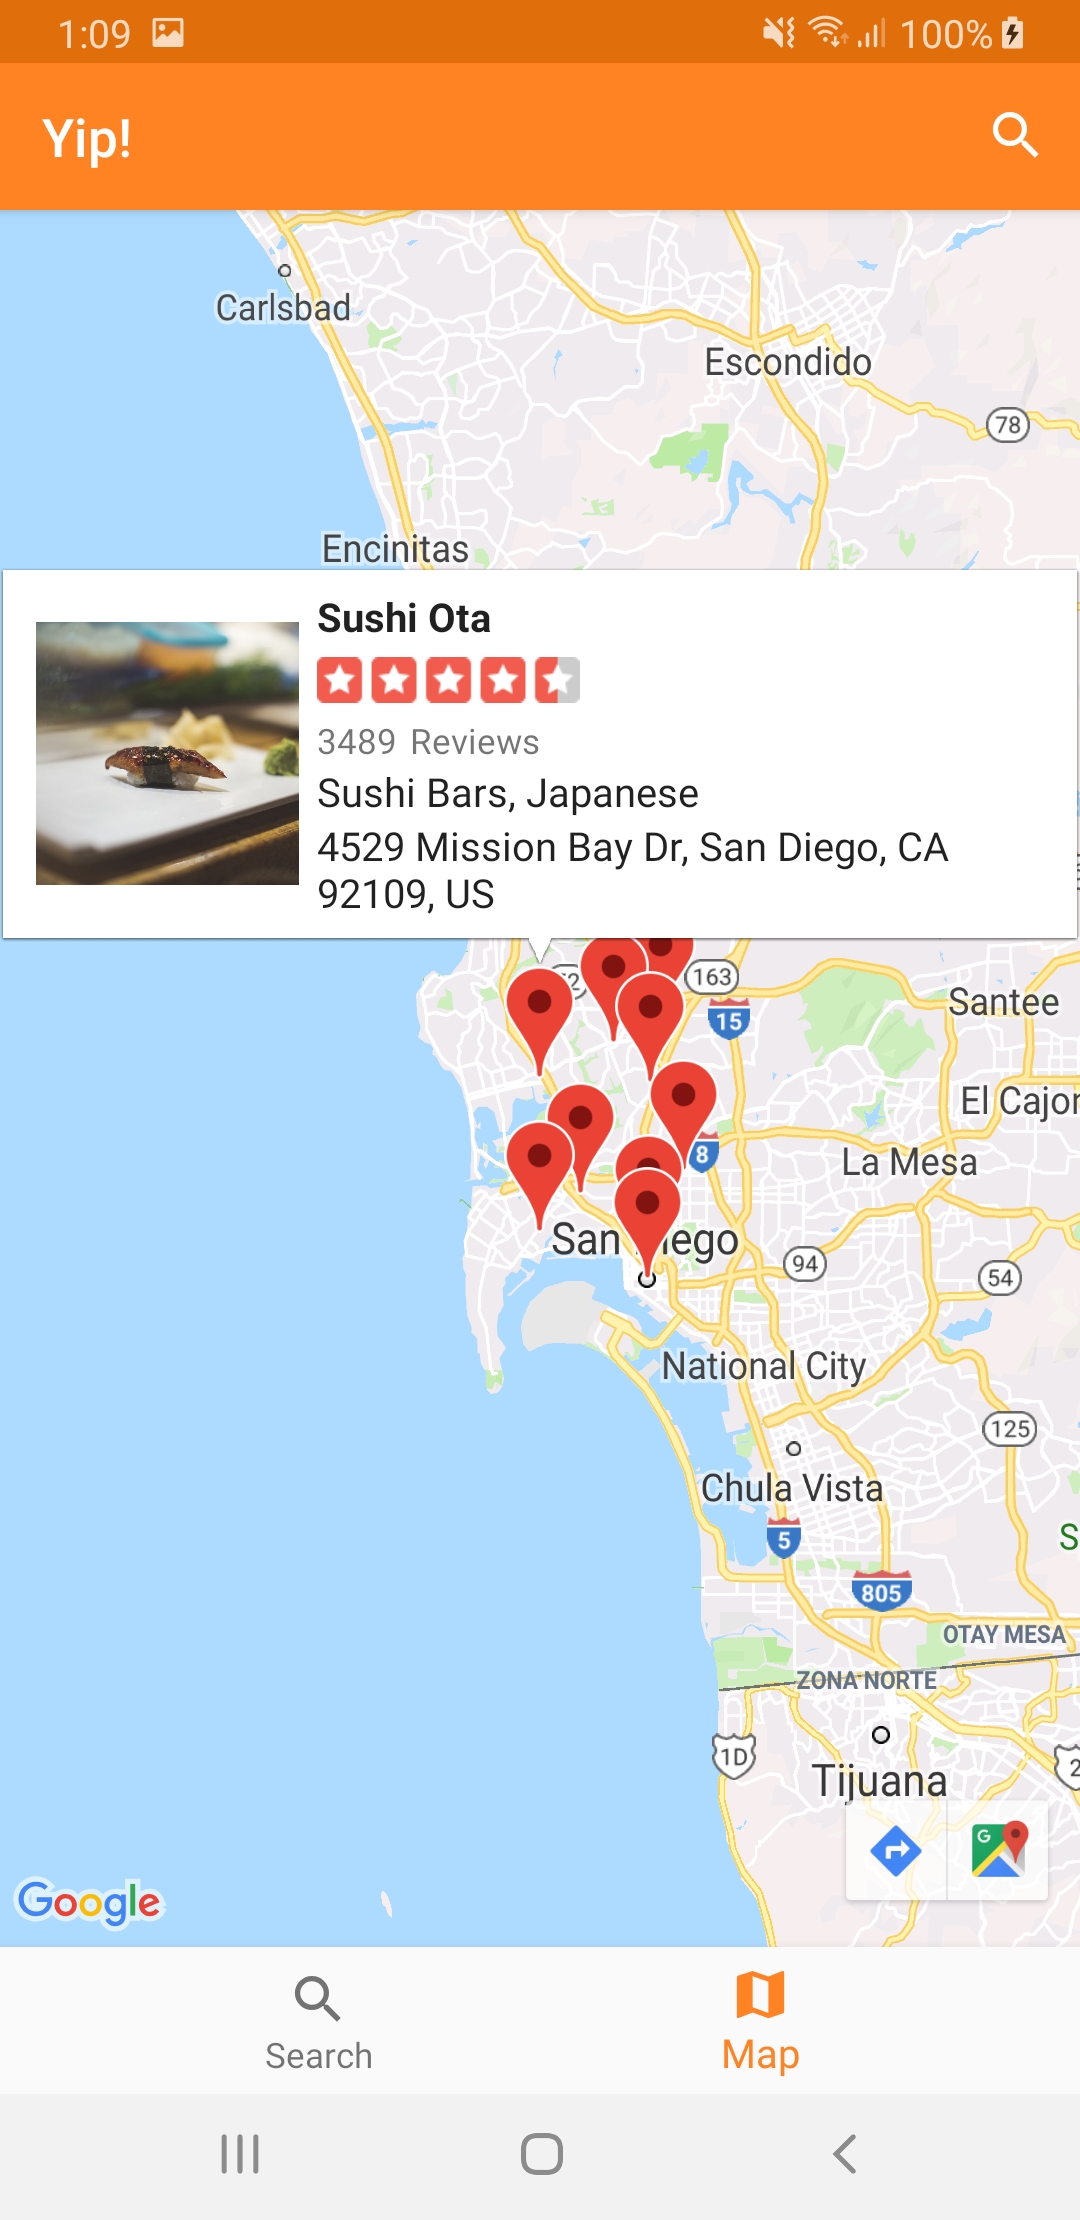 1:09 100%
Yip!
Carlsbad
Escondido
78
Encinitas
Sushi Ota
3489 Reviews
Sushi Bars, Japanese
4529 Mission Bay Dr, San Diego, CA
92109, US
163
15
Santee
El Cajon
8
La Mesa
San Diego
94
54
National City
125
Chula Vista
5
S
805
OTAY MESA
ZONA NORTE
1D
2
Tijuana
G
Google
Search
Map